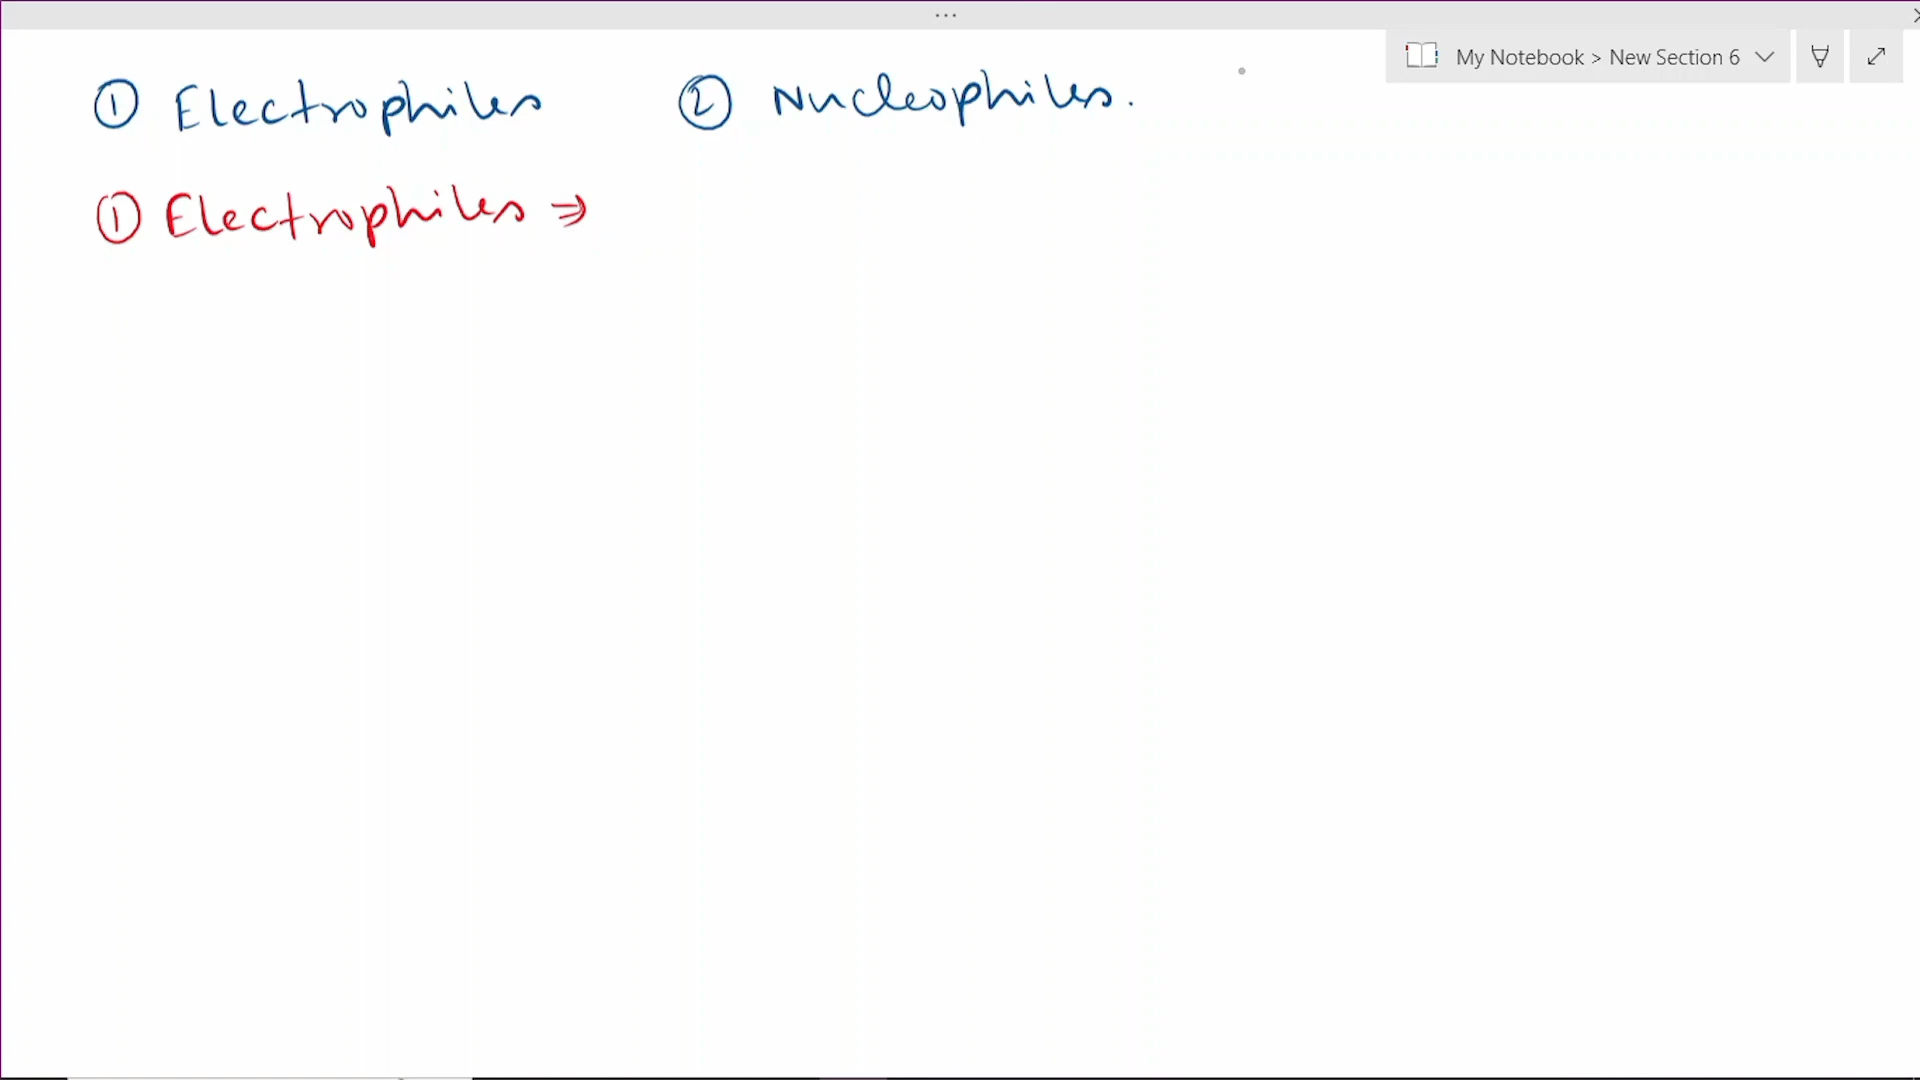 ...
My Notebook > New Section 6
① Electrophiles ② Nucleophiles.
① Electrophiles ⇒